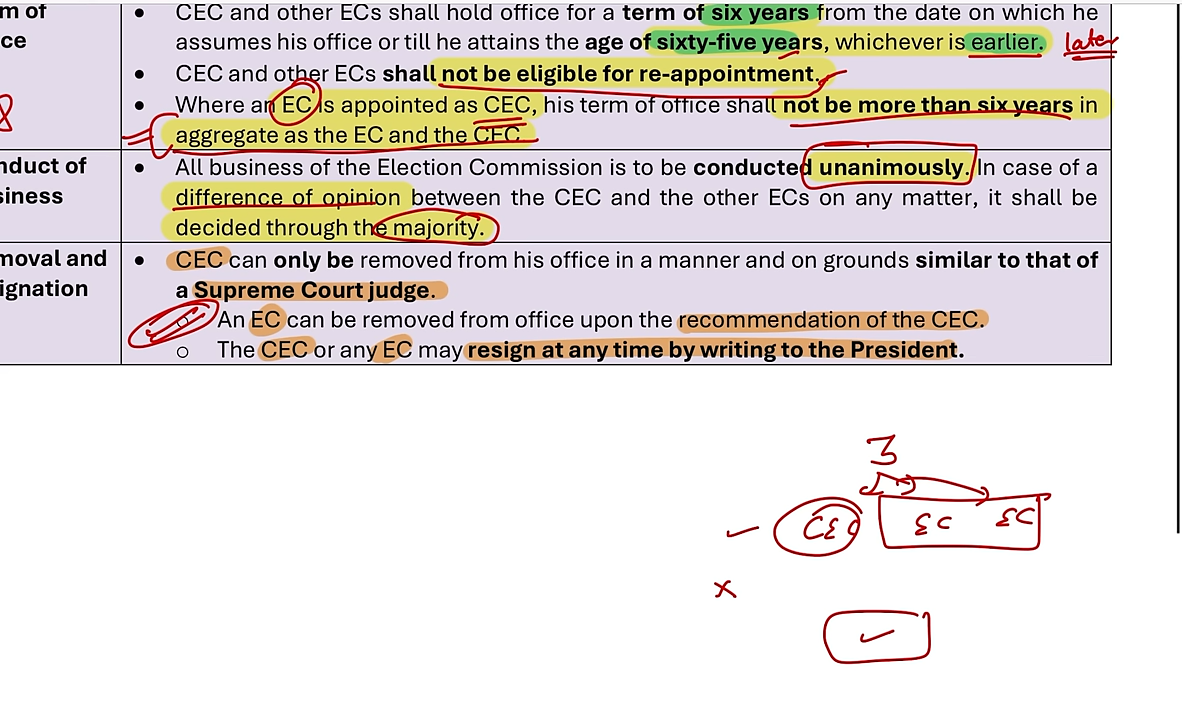 m of
ce
• CEC and other ECs shall hold office for a term of six years from the date on which he
assumes his office or till he attains the age of sixty-five years, whichever is earlier. later
• CEC and other ECs shall not be eligible for re-appointment.
• Where an EC is appointed as CEC, his term of office shall not be more than six years in
aggregate as the EC and the CEC
nduct of
siness
• All business of the Election Commission is to be conducted unanimously. In case of a
difference of opinion between the CEC and the other ECs on any matter, it shall be
decided through the majority.
moval and
ignation
• CEC can only be removed from his office in a manner and on grounds similar to that of
a Supreme Court judge.
o An EC can be removed from office upon the recommendation of the CEC.
o The CEC or any EC may resign at any time by writing to the President.
3
CEC EC EC